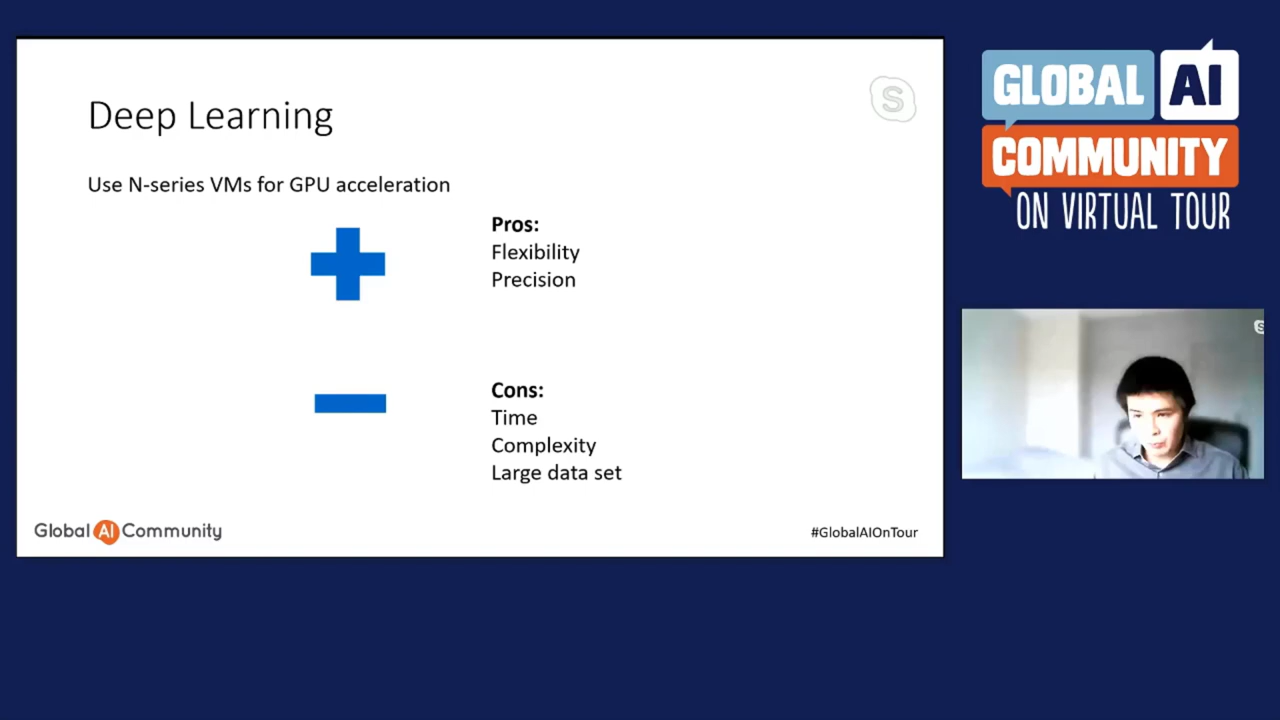 Deep Learning
S
Use N-series VMs for GPU acceleration
Pros:
Flexibility
Precision
Cons:
Time
Complexity
Large data set
Global AI Community
#GlobalAIOnTour
GLOBAL AI
COMMUNITY
ON VIRTUAL TOUR
S